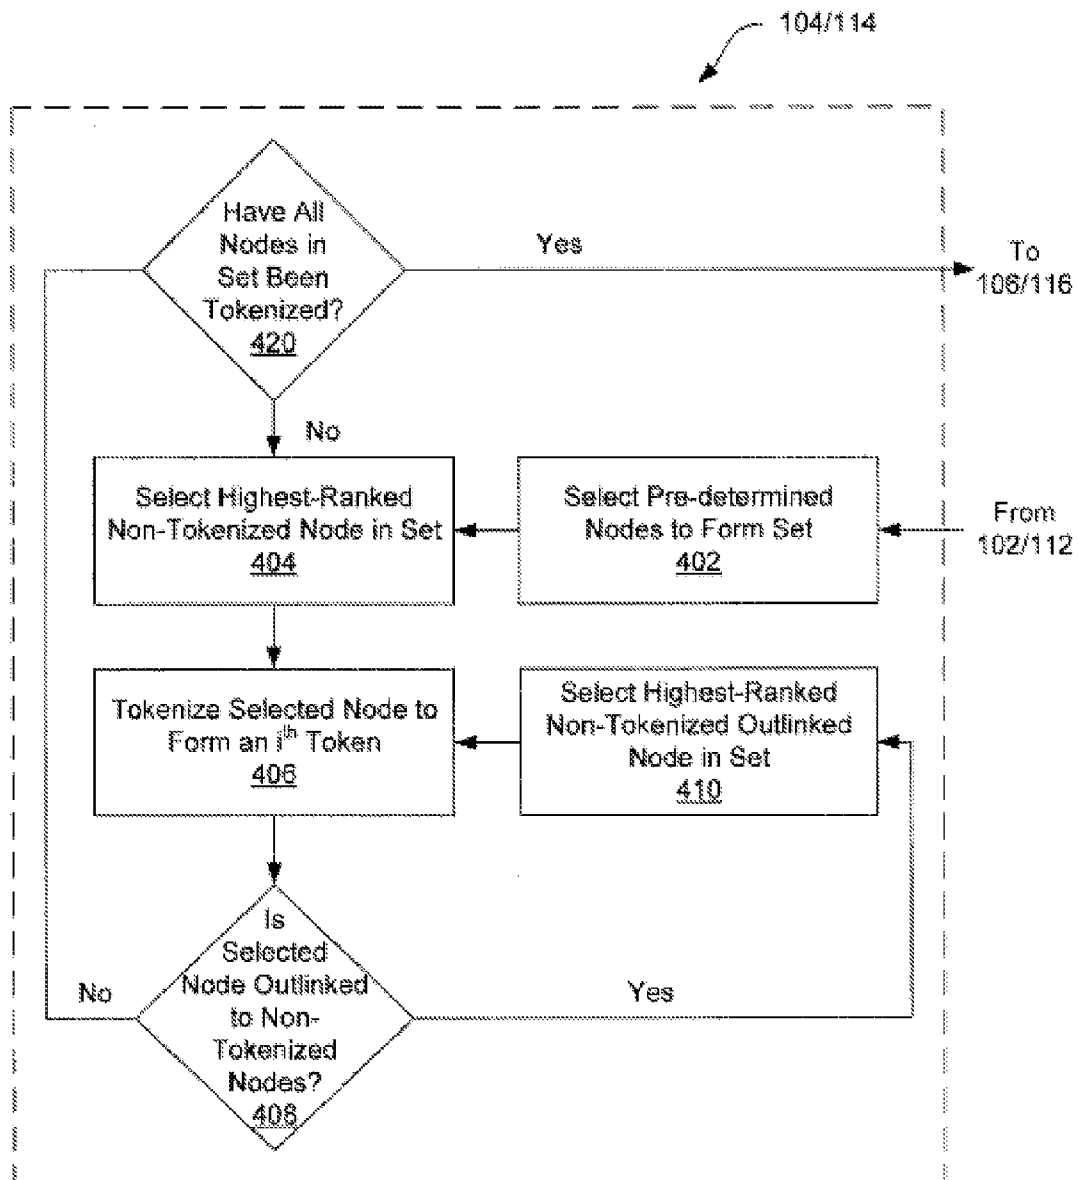 104/114
Have All
Nodes in
Set Been
Tokenized?
420
Yes
To
106/116
No
Select Highest-Ranked
Non-Tokenized Node in Set
404
Select Pre-determined
Nodes to Form Set
402
From
102/112
Tokenize Selected Node to
Form an ith Token
406
Select Highest-Ranked
Non-Tokenized Outlinked
Node in Set
410
Is
Selected
Node Outlinked
to Non-
Tokenized
Nodes?
408
No
Yes